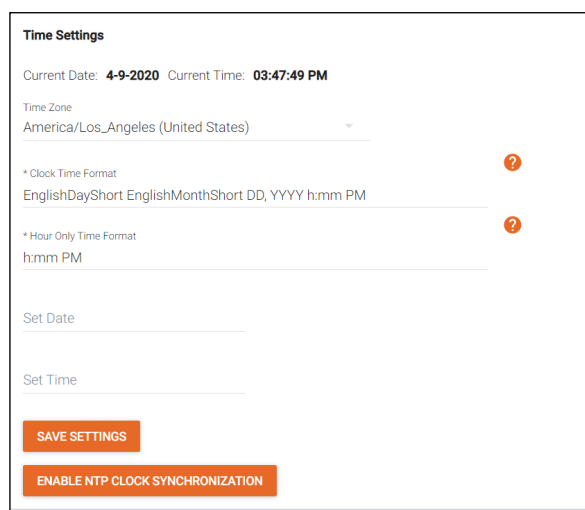 Time Settings
Current Date: 4-9-2020 Current Time: 03:47:49 PM
Time Zone
America/Los_Angeles (United States)
?
* Clock Time Format
EnglishDayShort EnglishMonthShort DD, YYYY h:mm PM
?
* Hour Only Time Format
h:mm PM
Set Date
Set Time
SAVE SETTINGS
ENABLE NTP CLOCK SYNCHRONIZATION